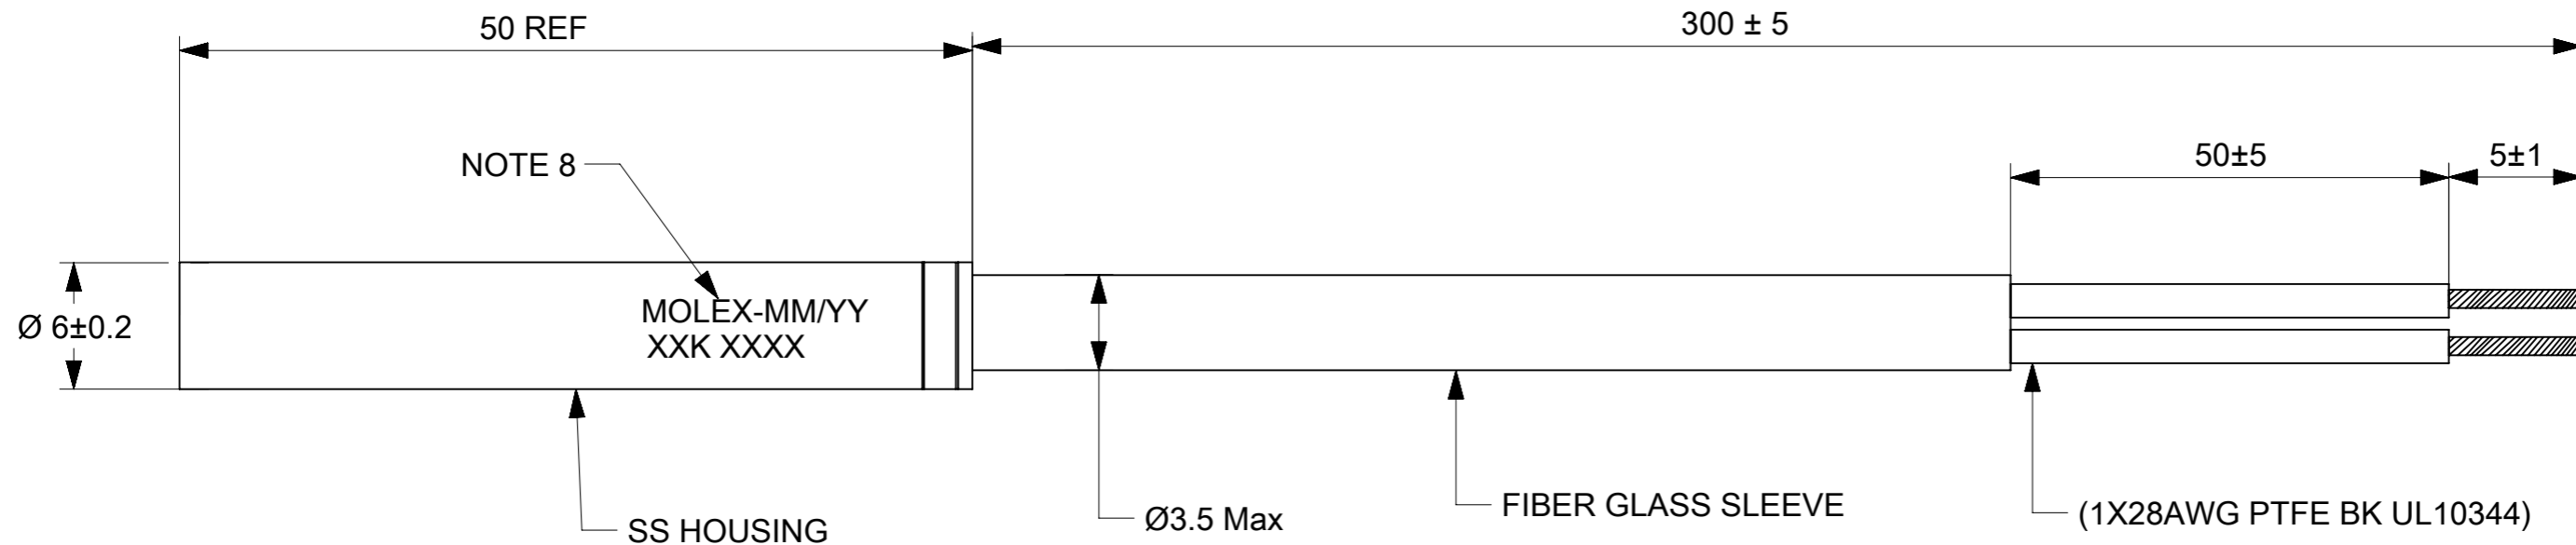 50 REF
300 ± 5
NOTE 8
50±5
5±1
MOLEX-MM/YY
XXK XXXX
Ø 6±0.2
SS HOUSING
Ø3.5 Max
FIBER GLASS SLEEVE
(1X28AWG PTFE BK UL10344)